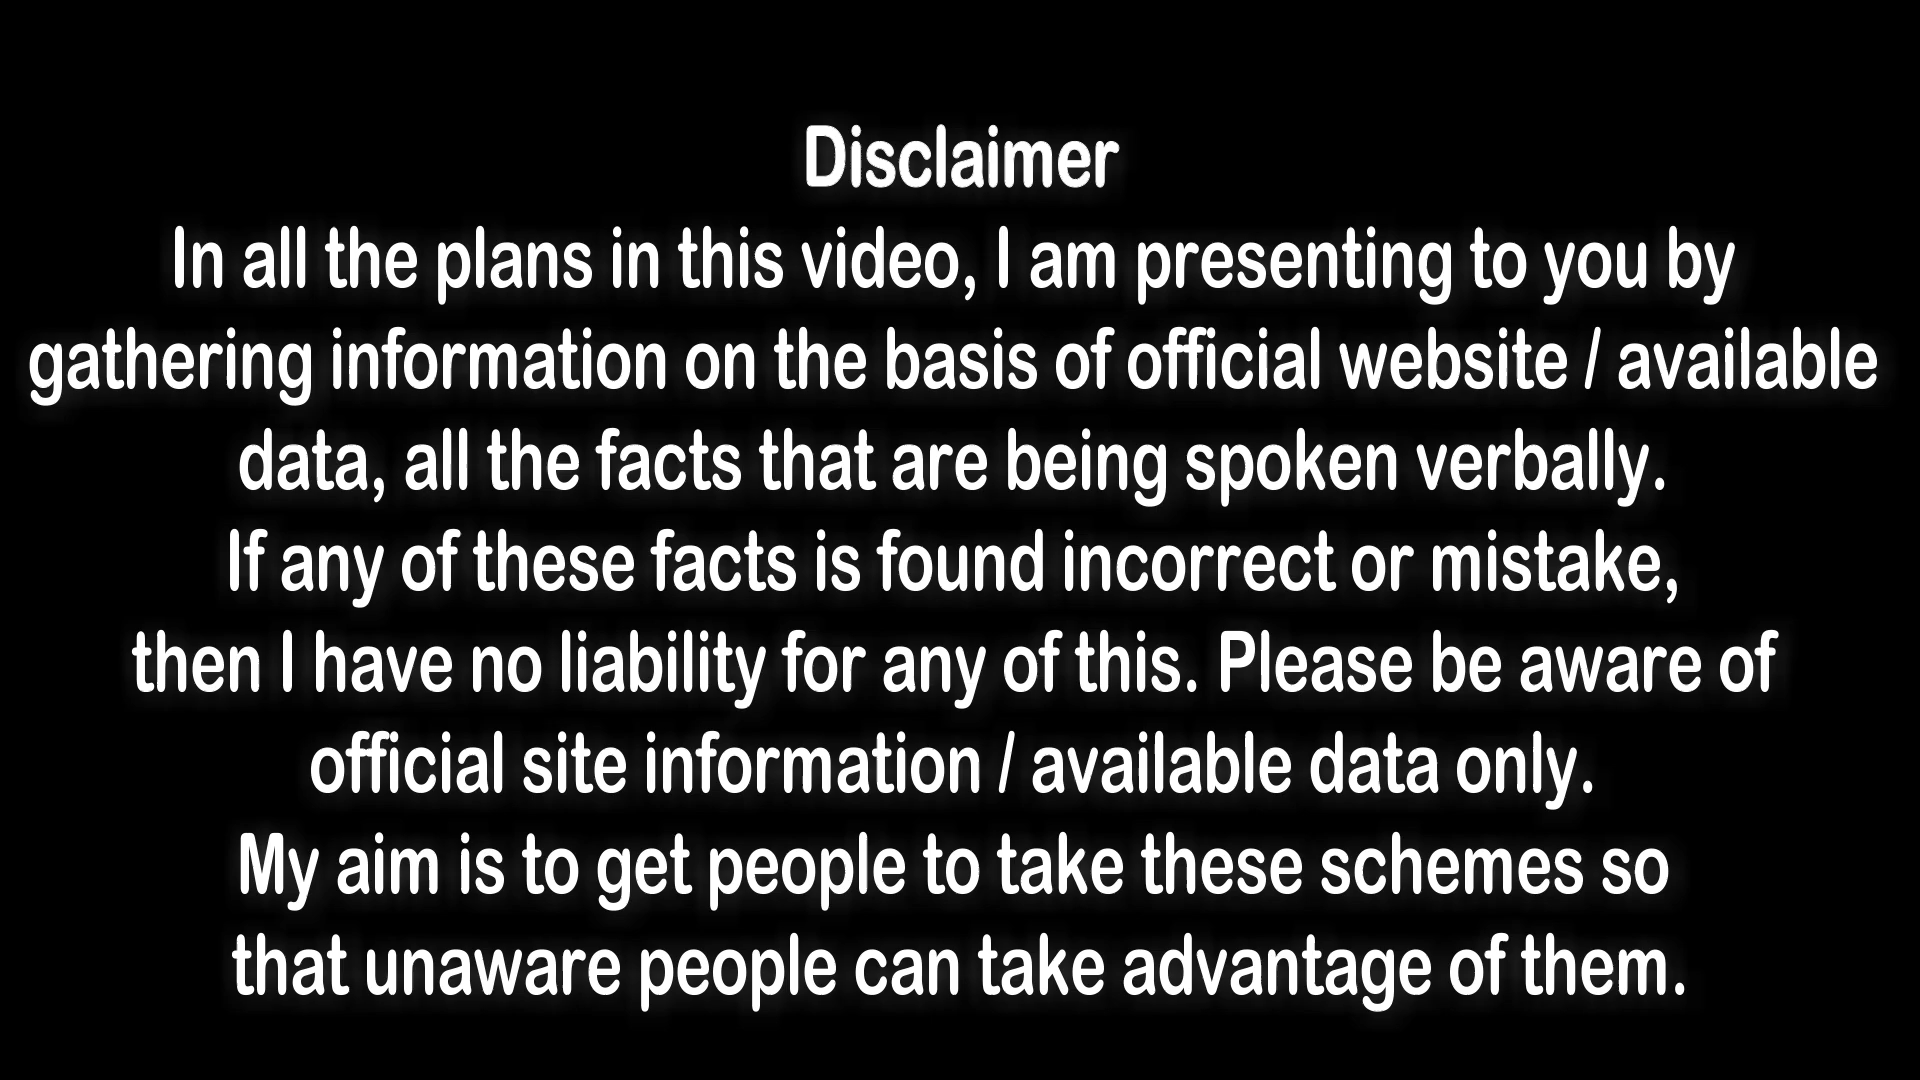 Disclaimer
In all the plans in this video, I am presenting to you by
gathering information on the basis of official website / available
data, all the facts that are being spoken verbally.
If any of these facts is found incorrect or mistake,
then I have no liability for any of this. Please be aware of
official site information / available data only.
My aim is to get people to take these schemes so
that unaware people can take advantage of them.